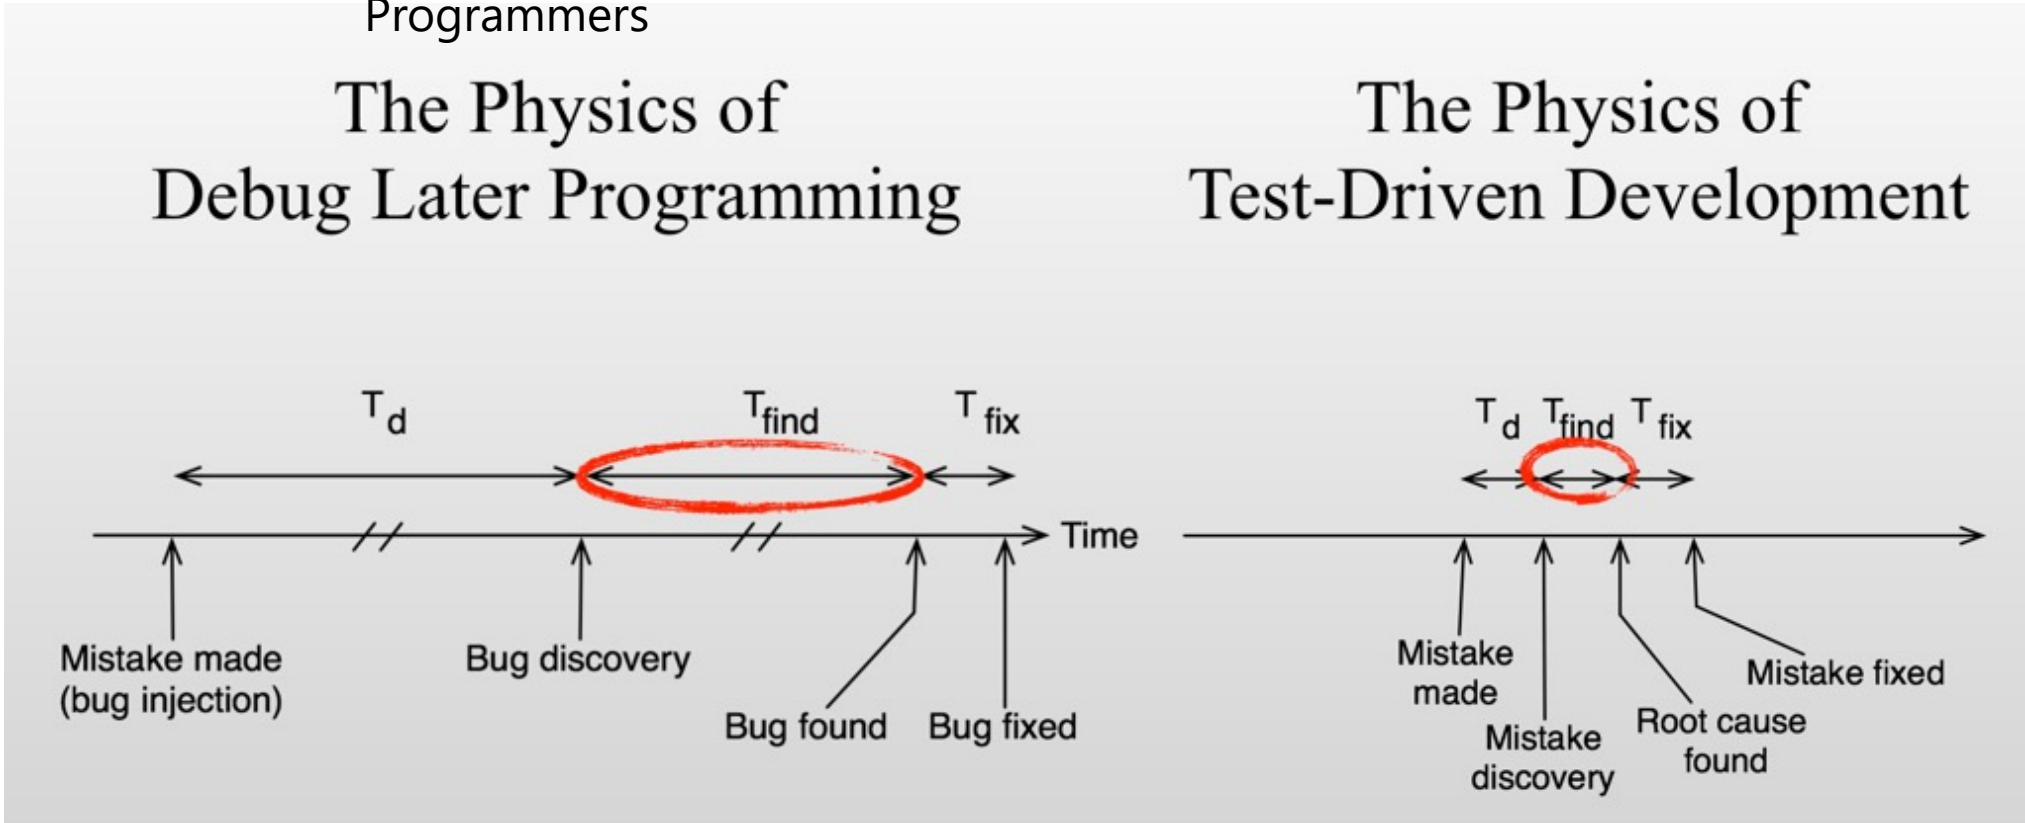 Programmers
The Physics of
Debug Later Programming
T d
T find
T fix
Time
Mistake made
(bug injection)
Bug discovery
Bug found
Bug fixed
The Physics of
Test-Driven Development
T d
T find
T fix
Mistake
made
Mistake
discovery
Root cause
found
Mistake fixed